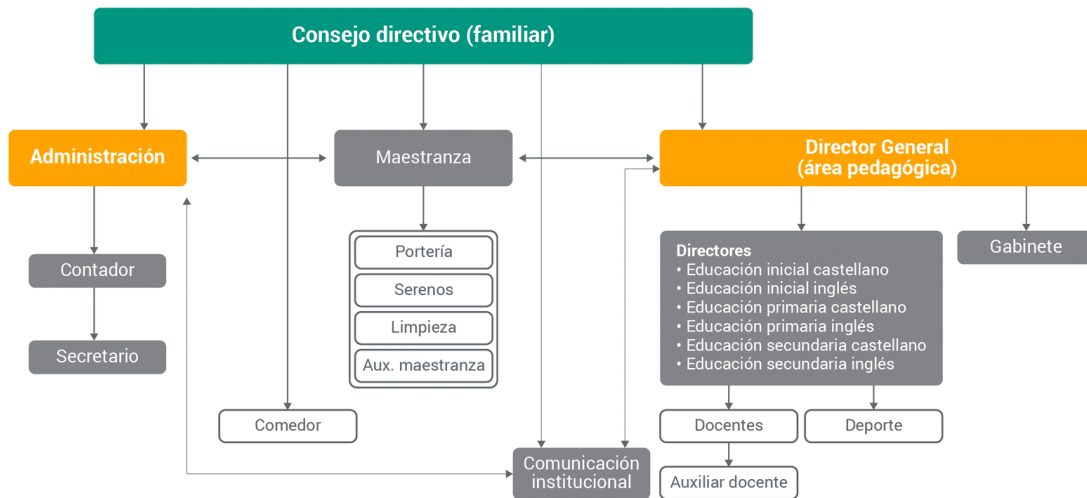 Consejo directivo (familiar)
Administración
Maestranza
Director General
(área pedagógica)
Contador
Secretario
Portería
Serenos
Limpieza
Aux. maestranza
Comedor
Directores
• Educación inicial castellano
• Educación inicial inglés
• Educación primaria castellano
• Educación primaria inglés
• Educación secundaria castellano
• Educación secundaria inglés
Gabinete
Docentes
Deporte
Auxiliar docente
Comunicación
institucional